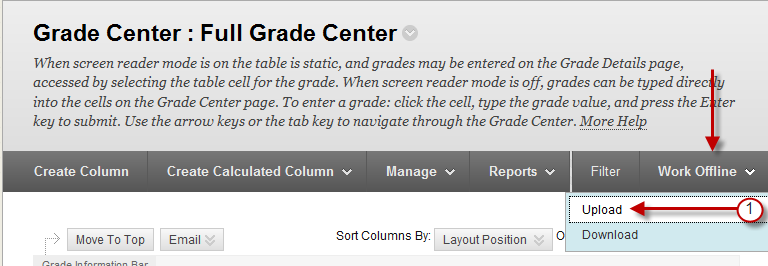 Grade Center : Full Grade Center
When screen reader mode is on the table is static, and grades may be entered on the Grade Details page,
accessed by selecting the table cell for the grade. When screen reader mode is off, grades can be typed directly
into the cells on the Grade Center page. To enter a grade: click the cell, type the grade value, and press the Enter
key to submit. Use the arrow keys or the tab key to navigate through the Grade Center. More Help
Create Column Create Calculated Column Manage Reports Filter Work Offline
Upload 1
Download
Move To Top Email Sort Columns By: Layout Position O
Grade Information Bar